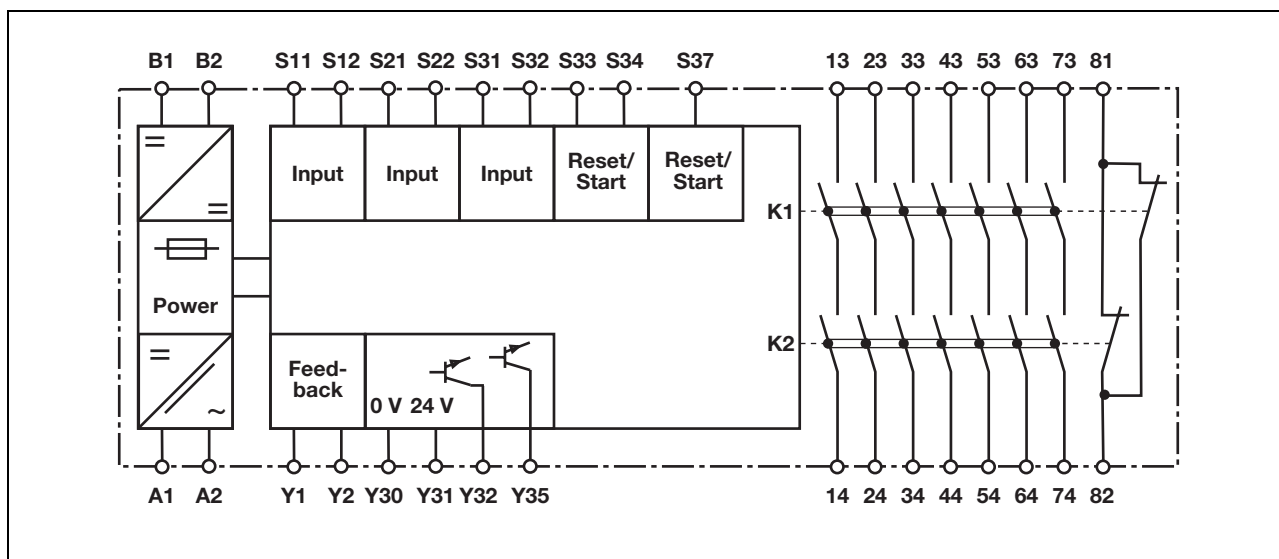 B1 B2 S11 S12 S21 S22 S31 S32 S33 S34 S37 13 23 33 43 53 63 73 81
Input Input Input Reset/ Start Reset/ Start
K1
Power
K2
Feed-
back
0 V 24 V
A1 A2 Y1 Y2 Y30 Y31 Y32 Y35 14 24 34 44 54 64 74 82